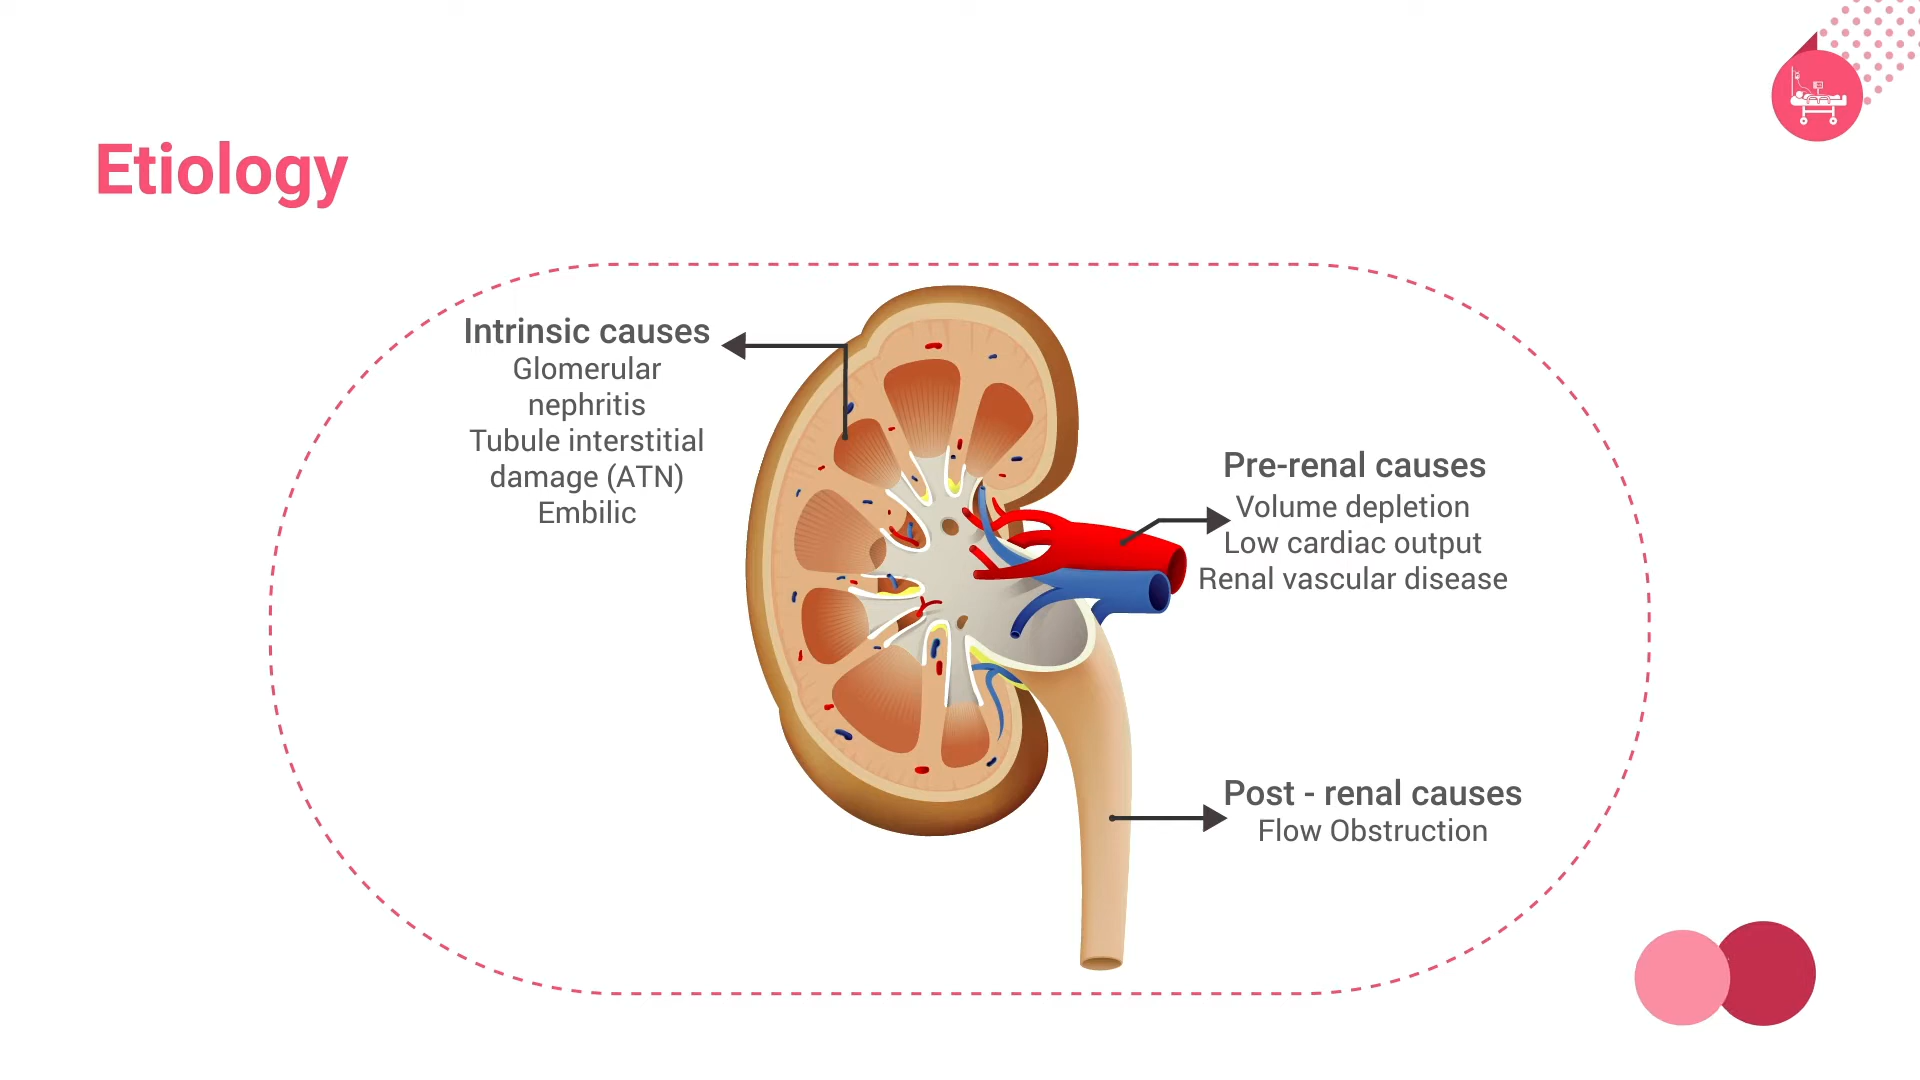 Etiology
Intrinsic causes
Glomerular
nephritis
Tubule interstitial
damage (ATN)
Embilic
Pre-renal causes
Volume depletion
Low cardiac output
Renal vascular disease
Post - renal causes
Flow Obstruction